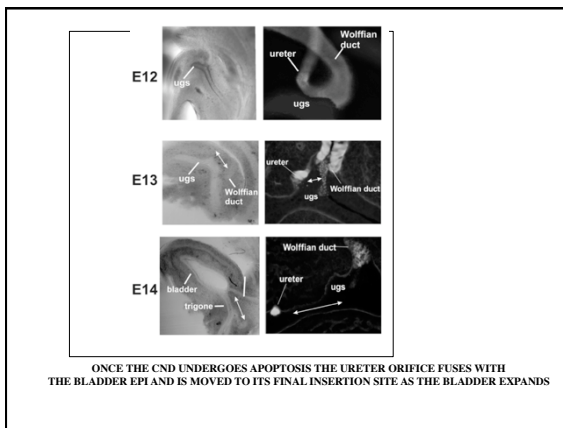 E12
ugs
ureter
Wolffian
duct
ugs
E13
ugs
Wolffian
duct
ureter
Wolffian duct
ugs
E14
bladder
trigone
Wolffian duct
ugs
ureter
ONCE THE CND UNDERGOES APOPTOSIS THE URETER ORIFICE FUSES WITH
THE BLADDER EPI AND IS MOVED TO ITS FINAL INSERTION SITE AS THE BLADDER EXPANDS